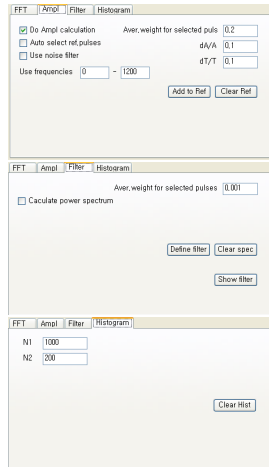 FFT Ampl Filter Histogram
Do Ampl calculation Aver,weight for selected puls 0,2
Auto select ref,pulses dA/A 0,1
Use noise filter dT/T 0,1
Use frequencies 0 - 1200
Add to Ref Clear Ref
FFT Ampl Filter Histogram
Aver,weight for selected pulses 0,001
Caculate power spectrum
Define filter Clear spec
Show filter
FFT Ampl Filter Histogram
N1 1000
N2 200
Clear Hist